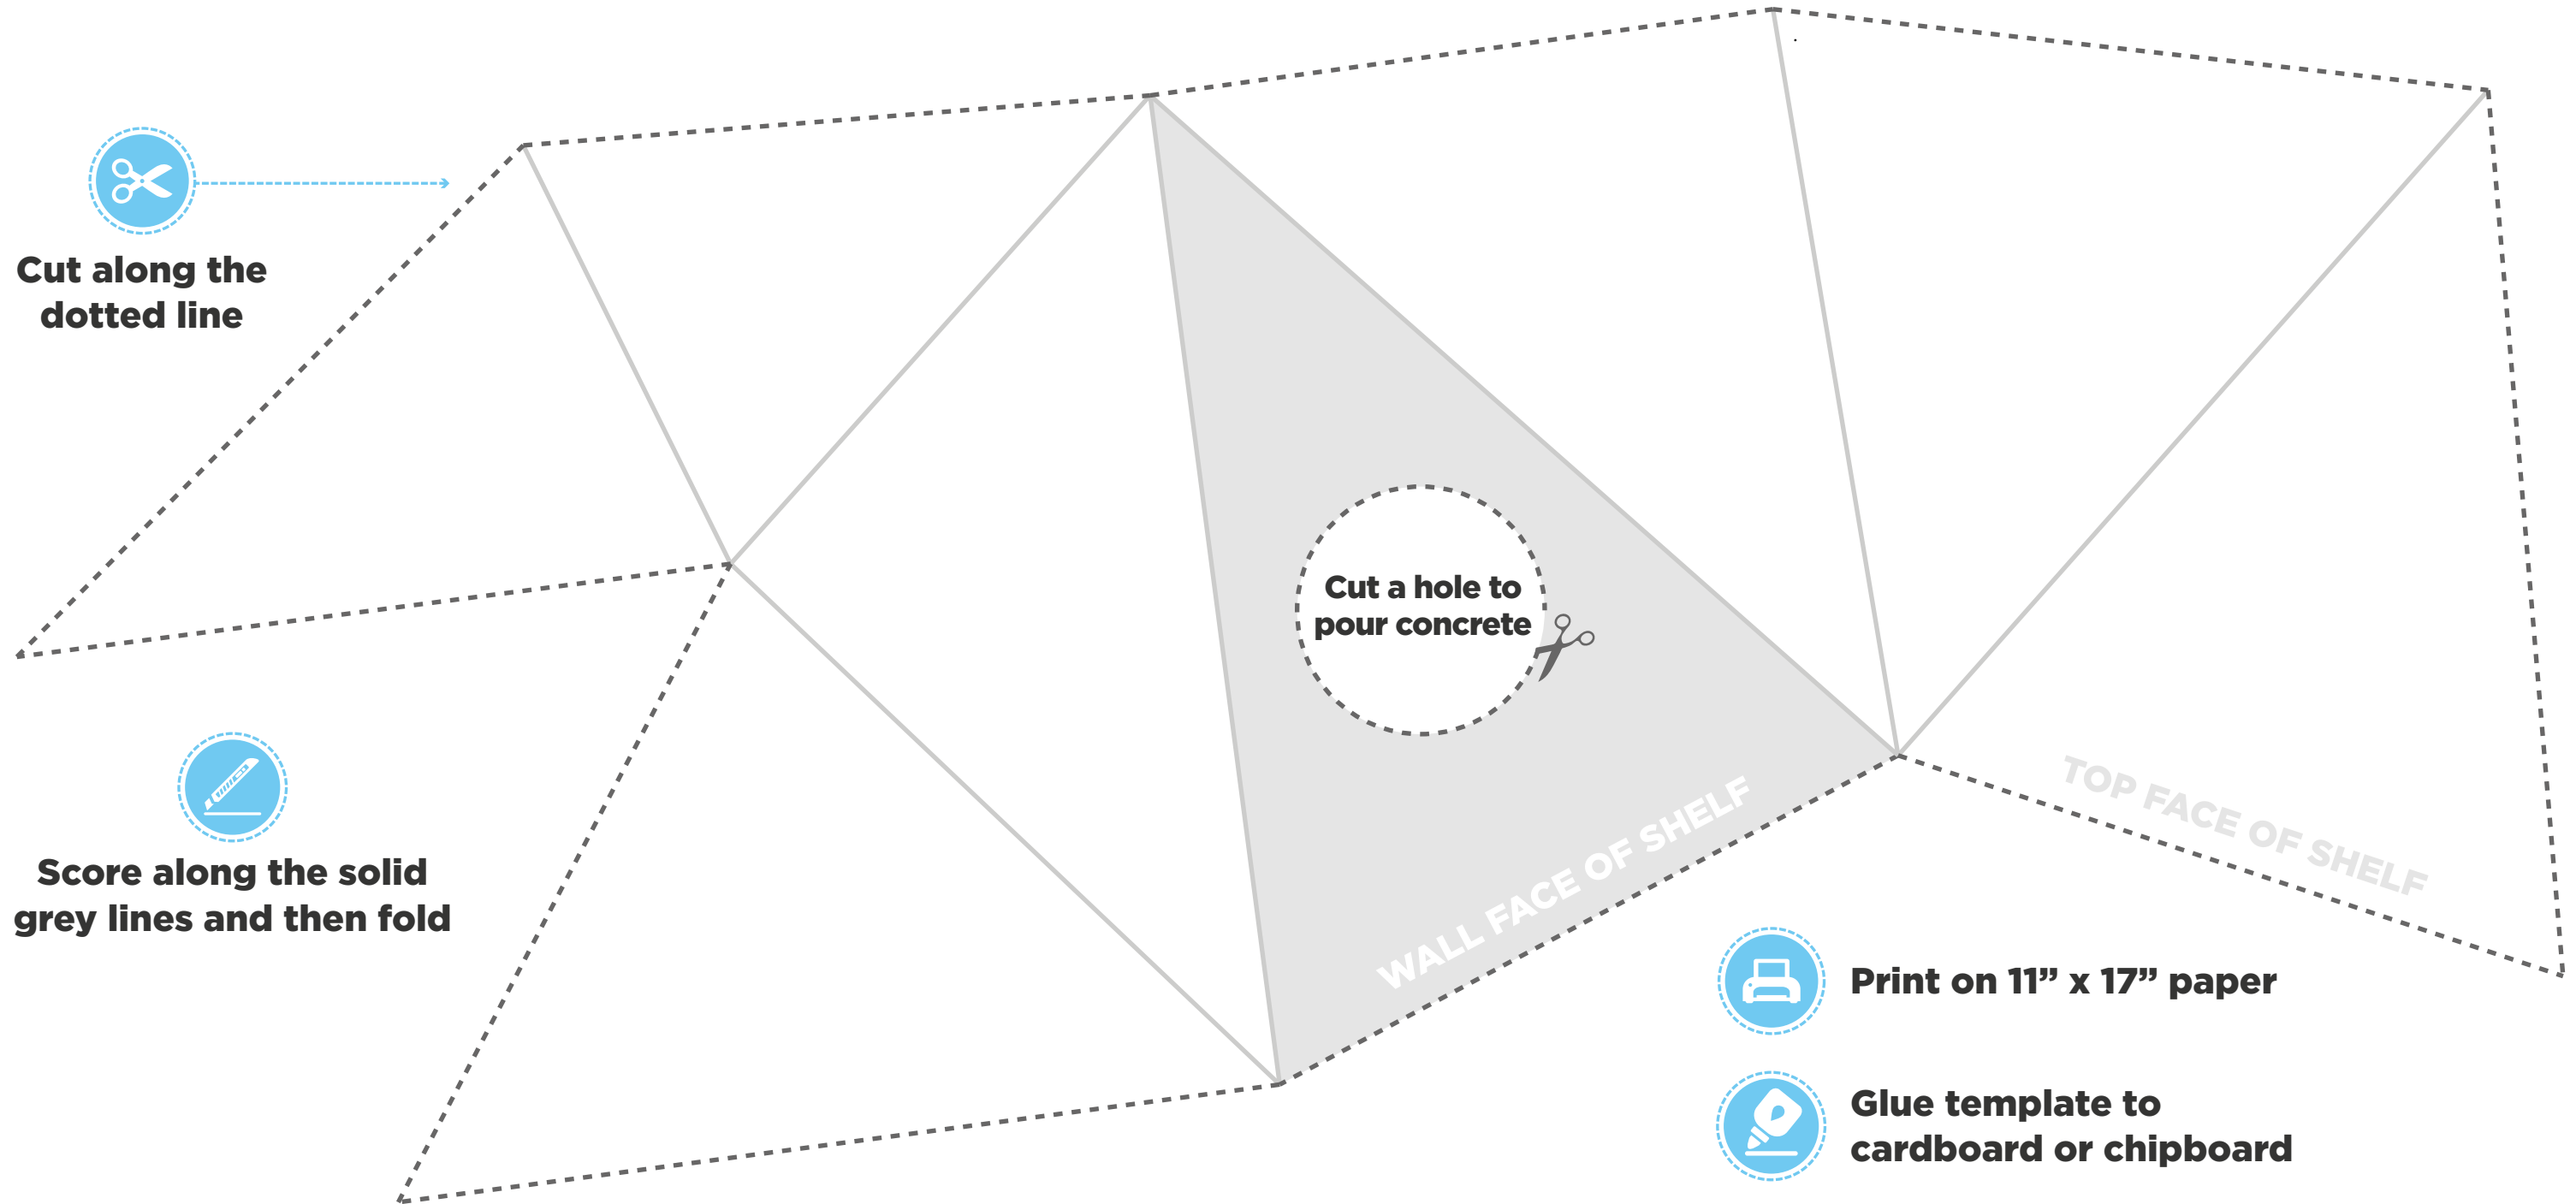 Cut along the
dotted line
Cut a hole to
pour concrete
WALL FACE OF SHELF
TOP FACE OF SHELF
Score along the solid
grey lines and then fold
Print on 11” x 17” paper
Glue template to
cardboard or chipboard